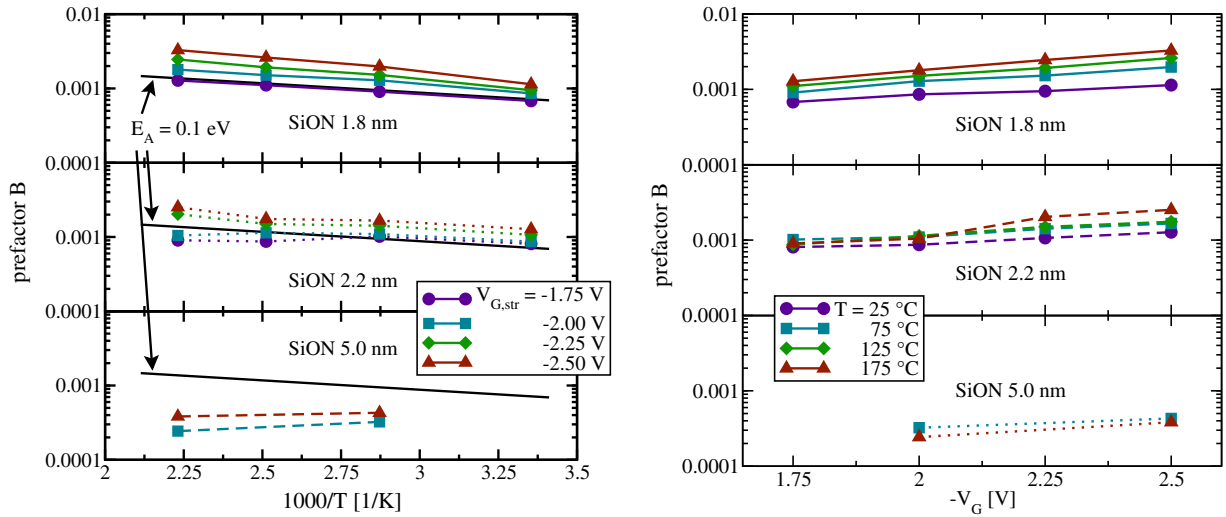 0.01
0.001
SiON 1.8 nm
E_A = 0.1 eV
0.0001
0.001
SiON 2.2 nm
V_G,str = -1.75 V
-2.00 V
-2.25 V
-2.50 V
SiON 5.0 nm
0.001
0.0001
prefactor B
2 2.25 2.5 2.75 3 3.25 3.5
1000/T [1/K]
0.01
0.001
SiON 1.8 nm
0.0001
0.001
SiON 2.2 nm
T = 25 °C
75 °C
125 °C
175 °C
SiON 5.0 nm
0.001
0.0001
prefactor B
1.75 2 2.25 2.5
-V_G [V]